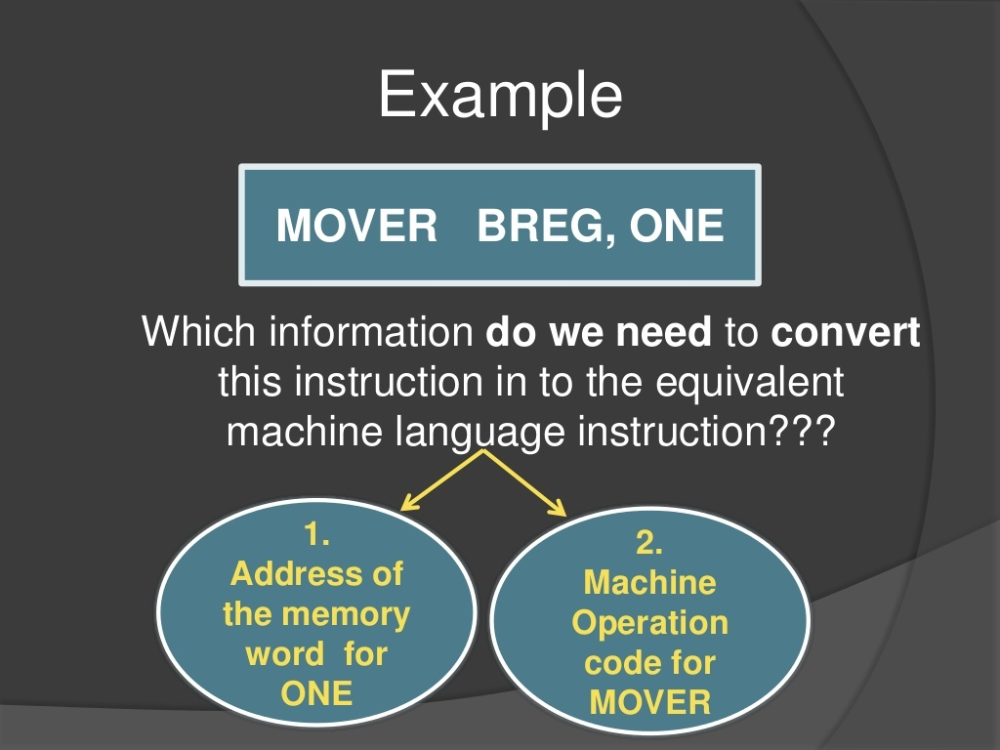 Example
MOVER BREG, ONE
Which information do we need to convert
this instruction in to the equivalent
machine language instruction???
1.
Address of
the memory
word for
ONE
2.
Machine
Operation
code for
MOVER